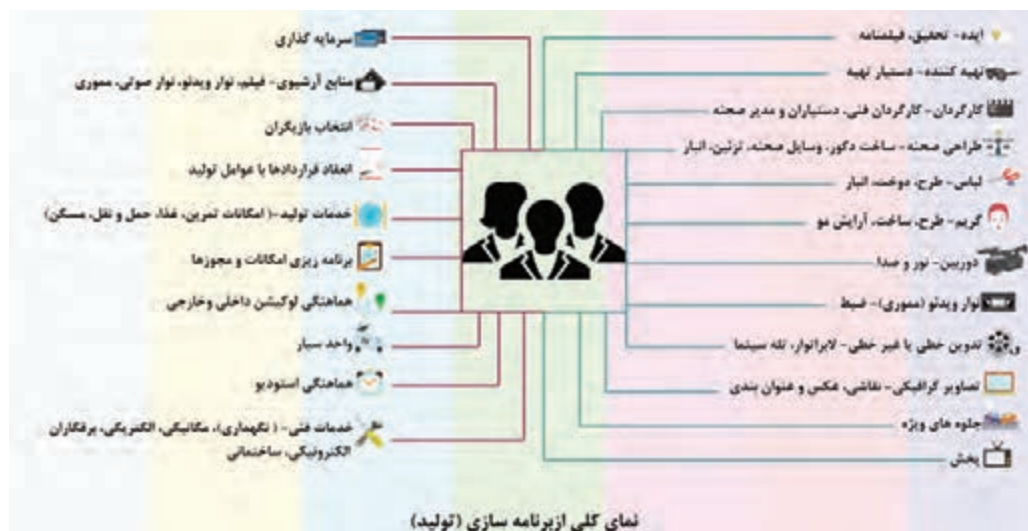 ایده- تحقیق، فیلمنامه
تهیه کننده- دستیار تهیه
کارگردان- کارگردان فنی، دستیاران و مدیر صحنه
طراحی صحنه- ساخت دکور، وسایل صحنه، تزئین، انبار
لباس- طرح، دوخت، انبار
گریم- طرح، ساخت، آرایش مو
دوربین- نور و صدا
نوار ویدئو (مموری)- ضبط
تدوین خطی یا غیر خطی- لابراتوار، تله سینما و
تصاویر گرافیکی- نقاشی، عکس و عنوان بندی
جلوه های ویژه
پخش
سرمایه گذاری
منابع آرشیوی- فیلم، نوار ویدئو، نوار صوتی، مموری
انتخاب بازیگران
انعقاد قراردادها با عوامل تولید
خدمات تولید-( امکانات تمرین، غذا، حمل و نقل، مسکن)
برنامه ریزی امکانات و مجوزها
هماهنگی لوکیشن داخلی وخارجی
واحد سیار
هماهنگی استودیو
خدمات فنی- ( نگهداری)، مکانیکی، الکتریکی، برقکاران
الکترونیکی، ساختمانی
نمای کلی ازبرنامه سازی (تولید)